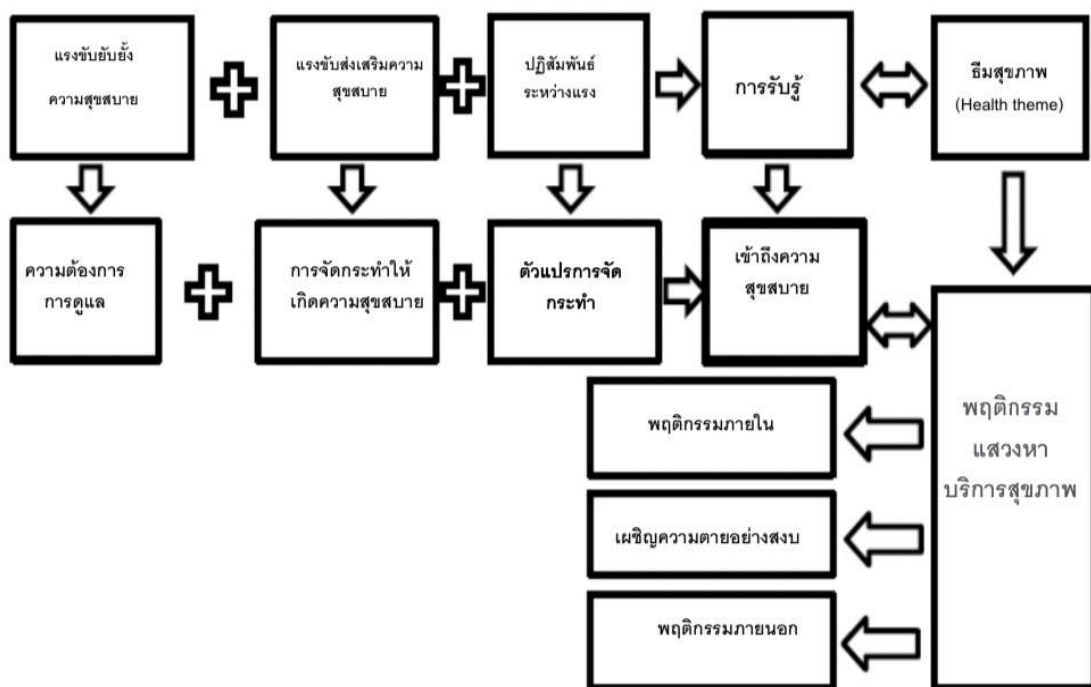 แรงขับยับยั้ง
ความสุขสบาย
แรงขับส่งเสริมความ
สุขสบาย
ปฏิสัมพันธ์
ระหว่างแรง
การรับรู้
ธีมสุขภาพ
(Health theme)
ความต้องการ
การดูแล
การจัดกระทำให้
เกิดความสุขสบาย
ตัวแปรการจัด
กระทำ
เข้าถึงความ
สุขสบาย
พฤติกรรม
แสวงหา
บริการสุขภาพ
พฤติกรรมภายใน
เผชิญความตายอย่างสงบ
พฤติกรรมภายนอก